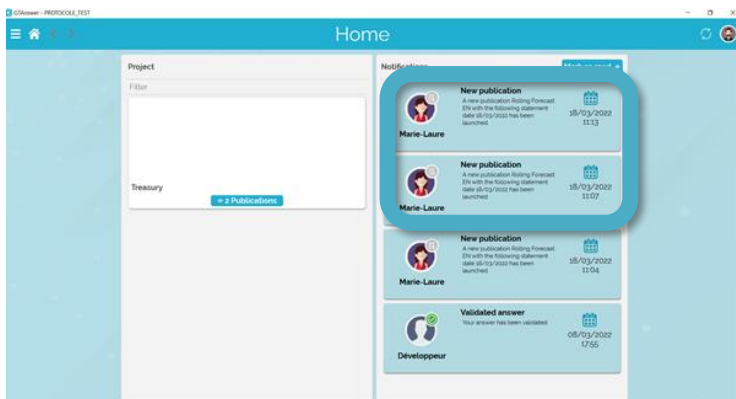 GTAnswer - PROTOCOLE_TEST
Home
Project
Filter
Treasury
+ 2 Publications
Notifications
Mark as read
New publication
A new publication Rolling Forecast
EN with the following statement
date 18/03/2022 has been
launched
18/03/2022
11:13
Marie-Laure
New publication
A new publication Rolling Forecast
EN with the following statement
date 18/03/2022 has been
launched
18/03/2022
11:07
Marie-Laure
New publication
A new publication Rolling Forecast
EN with the following statement
date 18/03/2022 has been
launched
18/03/2022
11:04
Marie-Laure
Validated answer
Your answer has been validated
08/03/2022
17:55
Développeur